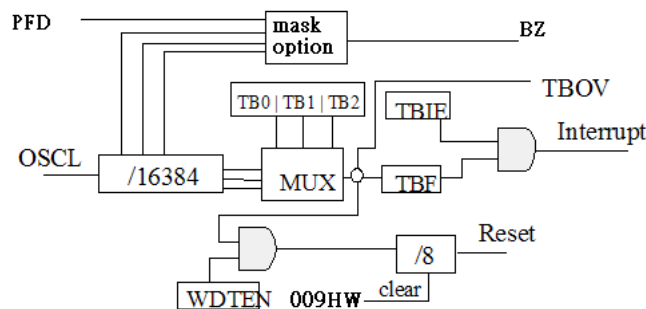 PFD
mask
option
BZ
TB0 | TB1 | TB2
TBOV
TBIE
Interrupt
OSCL
/16384
MUX
TBF
/8
Reset
WDTEN
009HW
clear